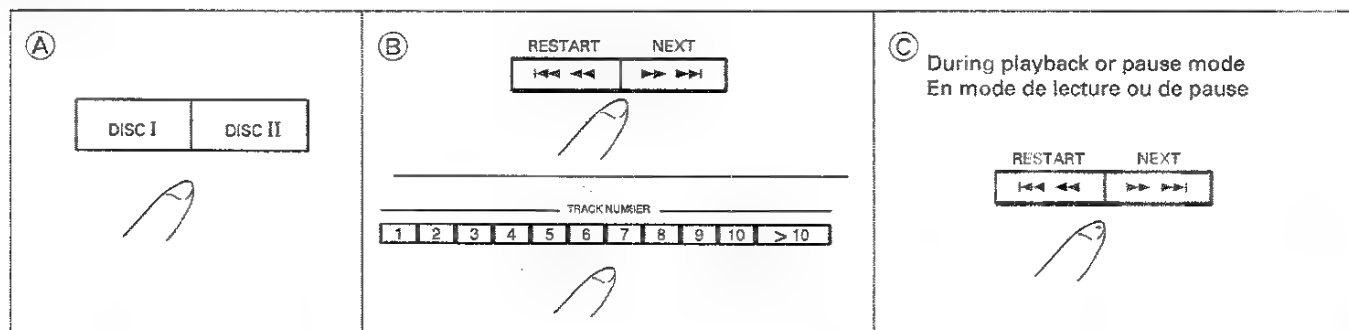 A
DISC I DISC II
B
RESTART NEXT
TRACK NUMBER
1 2 3 4 5 6 7 8 9 10 > 10
C
During playback or pause mode
En mode de lecture ou de pause
RESTART NEXT